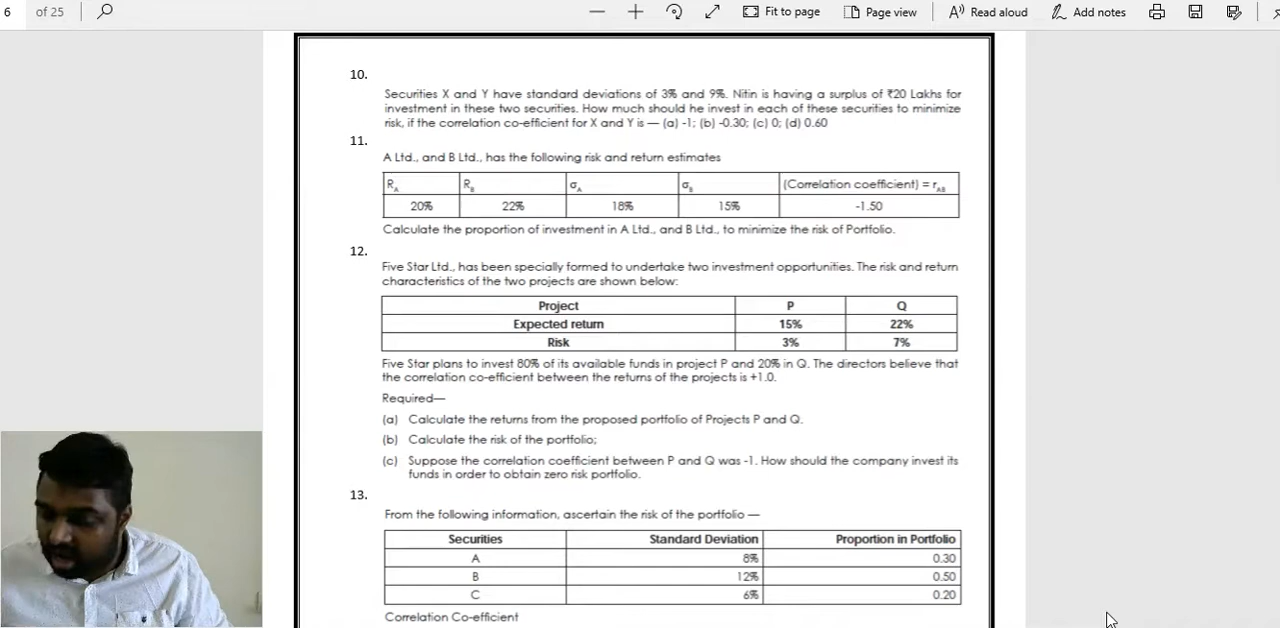 6 of 25 Fit to page Page view Read aloud Add notes
10.
Securities X and Y have standard deviations of 3% and 9%. Nitin is having a surplus of ₹20 Lakhs for
investment in these two securities. How much should he invest in each of these securities to minimize
risk, if the correlation co-efficient for X and Y is — (a) -1; (b) -0.30; (c) 0; (d) 0.60
11.
A Ltd., and B Ltd., has the following risk and return estimates
R_A R_B σ_A σ_B (Correlation coefficient) = r_AB
20% 22% 18% 15% -1.50
Calculate the proportion of investment in A Ltd., and B Ltd., to minimize the risk of Portfolio.
12.
Five Star Ltd., has been specially formed to undertake two investment opportunities. The risk and return
characteristics of the two projects are shown below:
Project P Q
Expected return 15% 22%
Risk 3% 7%
Five Star plans to invest 80% of its available funds in project P and 20% in Q. The directors believe that
the correlation co-efficient between the returns of the projects is +1.0.
Required—
(a) Calculate the returns from the proposed portfolio of Projects P and Q.
(b) Calculate the risk of the portfolio;
(c) Suppose the correlation coefficient between P and Q was -1. How should the company invest its
funds in order to obtain zero risk portfolio.
13.
From the following information, ascertain the risk of the portfolio —
Securities Standard Deviation Proportion in Portfolio
A 8% 0.30
B 12% 0.50
C 6% 0.20
Correlation Co-efficient